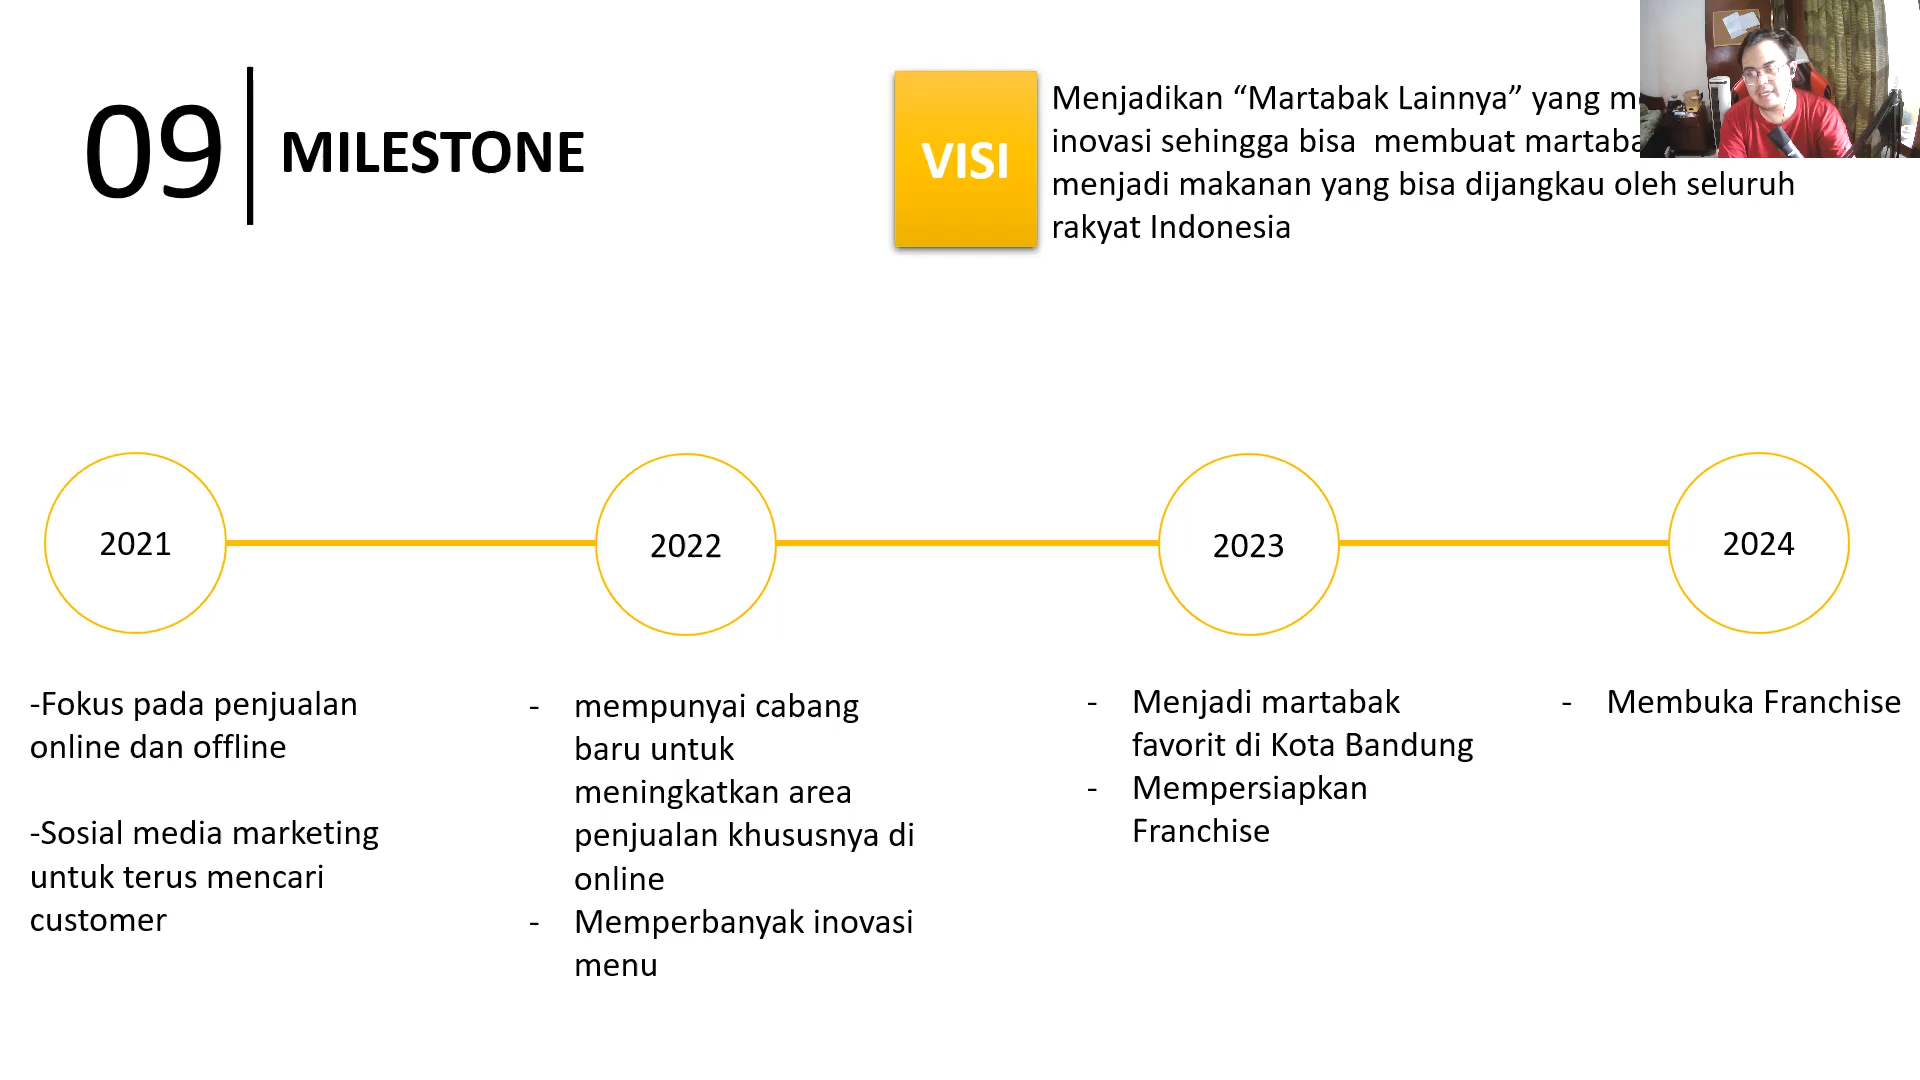 09
MILESTONE
VISI
Menjadikan “Martabak Lainnya” yang
inovasi sehingga bisa  membuat
menjadi makanan yang bisa dijangkau oleh seluruh
rakyat Indonesia
2021
2022
2023
2024
-Fokus pada penjualan
online dan offline
-Sosial media marketing
untuk terus mencari
customer
- mempunyai cabang
baru untuk
meningkatkan area
penjualan khususnya di
online
- Memperbanyak inovasi
menu
- Menjadi martabak
favorit di Kota Bandung
- Mempersiapkan
Franchise
- Membuka Franchise